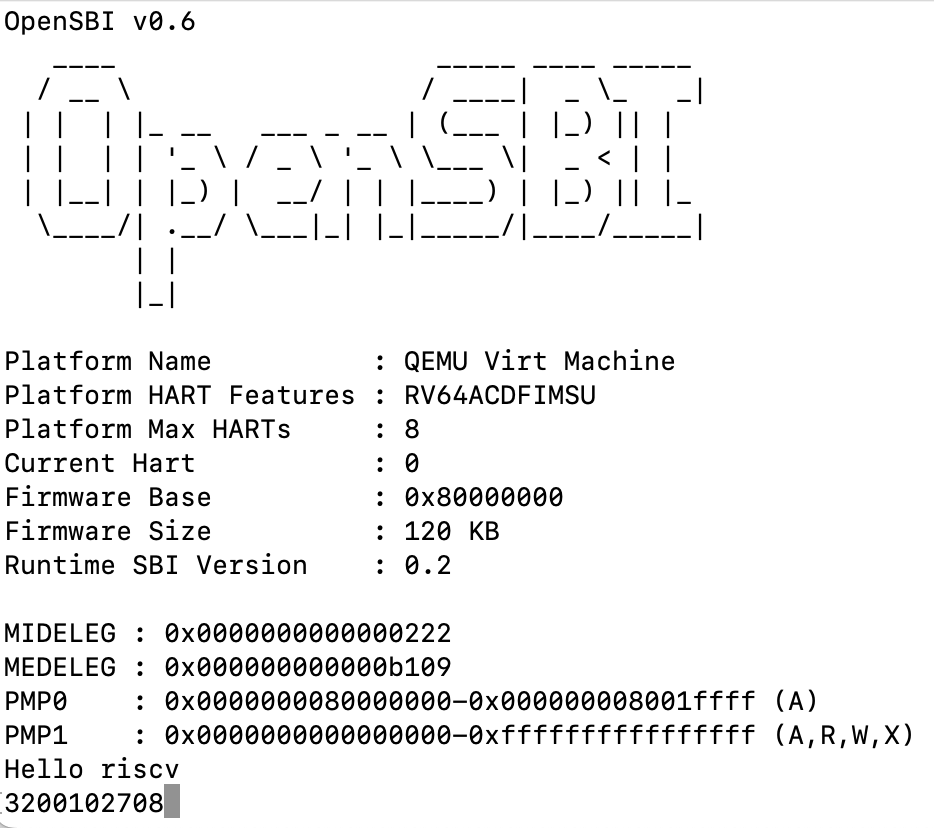 OpenSBI v0.6
   ____                    _____ ____ _____
  / __ \                  / ____|  _ \_   _|
 | |  | |_ __   ___ _ __ | (___ | |_) || |
 | |  | | '_ \ / _ \ '_ \ \___ \|  _ < | |
 | |__| | |_) |  __/ | | |____) | |_) || |_
  \____/| .__/ \___|_| |_|_____/|____/_____|
        | |
        |_|
Platform Name          : QEMU Virt Machine
Platform HART Features : RV64ACDFIMSU
Platform Max HARTs     : 8
Current Hart           : 0
Firmware Base          : 0x80000000
Firmware Size          : 120 KB
Runtime SBI Version    : 0.2
MIDELEG : 0x0000000000000222
MEDELEG : 0x000000000000b109
PMP0    : 0x0000000080000000-0x000000008001ffff (A)
PMP1    : 0x0000000000000000-0xffffffffffffffff (A,R,W,X)
Hello riscv
3200102708